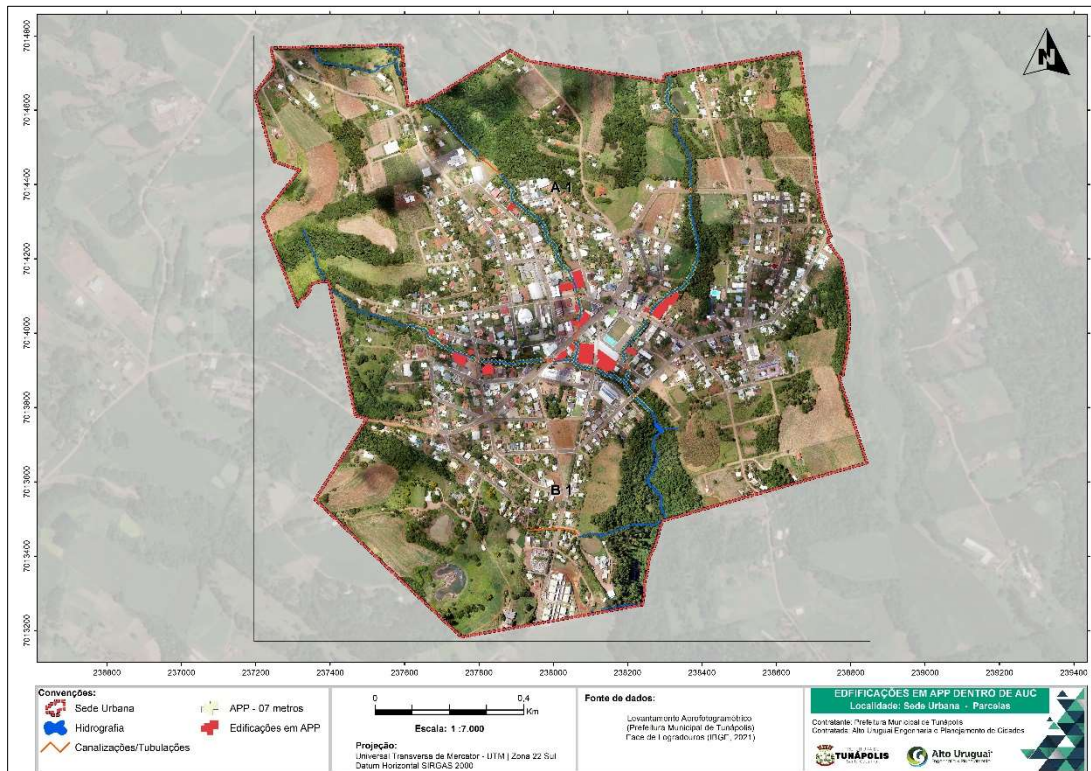 N
7014800
7014600
7014400
7014200
7014000
7013800
7013600
7013400
7013200
A 1
B 1
236800
237000
237200
237400
237600
237800
238000
238200
238400
238600
238800
239000
239200
239400
Convenções:
Sede Urbana
Hidrografia
Canalizações/Tubulações
APP - 07 metros
Edificações em APP
0 0,4
Km
Escala: 1 :7.000
Projeção:
Universal Transversa de Mercator - UTM | Zona 22 Sul
Datum Horizontal SIRGAS 2000
Fonte de dados:
Levantamento Aerofotogramétrico
(Prefeitura Municipal de Tunápolis)
Face de Logradouros (IBGE, 2021)
EDIFICAÇÕES EM APP DENTRO DE AUC
Localidade: Sede Urbana - Parcelas
Contratante: Prefeitura Municipal de Tunápolis
Contratada: Alto Uruguai Engenharia e Planejamento de Cidades
TUNÁPOLIS
Alto Uruguai